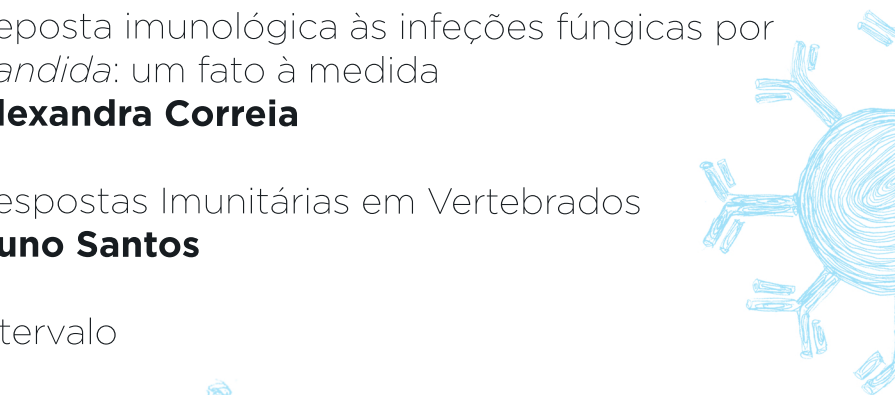 eposta imunológica às infeções fúngicas por
andida: um fato à medida
lexandra Correia
espostas Imunitárias em Vertebrados
uno Santos
tervalo